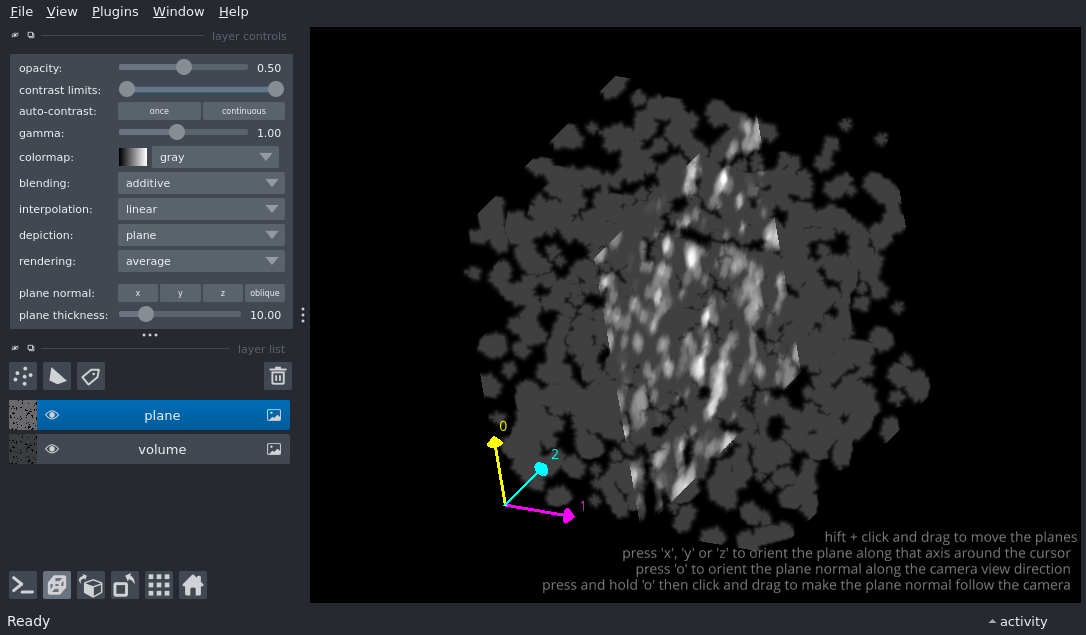 File View Plugins Window Help
layer controls
opacity: 0.50
contrast limits:
auto-contrast: once continuous
gamma: 1.00
colormap: gray
blending: additive
interpolation: linear
depiction: plane
rendering: average
plane normal: x y z oblique
plane thickness: 10.00
layer list
plane
volume
0
2
1
hift + click and drag to move the planes
press 'x', 'y' or 'z' to orient the plane along that axis around the cursor
press 'o' to orient the plane normal along the camera view direction
press and hold 'o' then click and drag to make the plane normal follow the camera
Ready activity